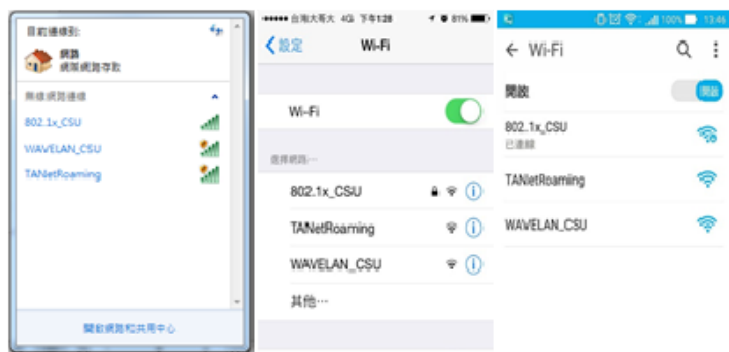 目前連線到:
網路
網際網路存取
無線網路連線
802.1x_CSU
WAVELAN_CSU
TANetRoaming
開啟網路和共用中心
台灣大哥大 4G 下午1:28
81%
設定
Wi-Fi
Wi-Fi
選擇網路…
802.1x_CSU
TANetRoaming
WAVELAN_CSU
其他…
100% 13:46
Wi-Fi
開啟
開啟
802.1x_CSU
已連線
TANetRoaming
WAVELAN_CSU